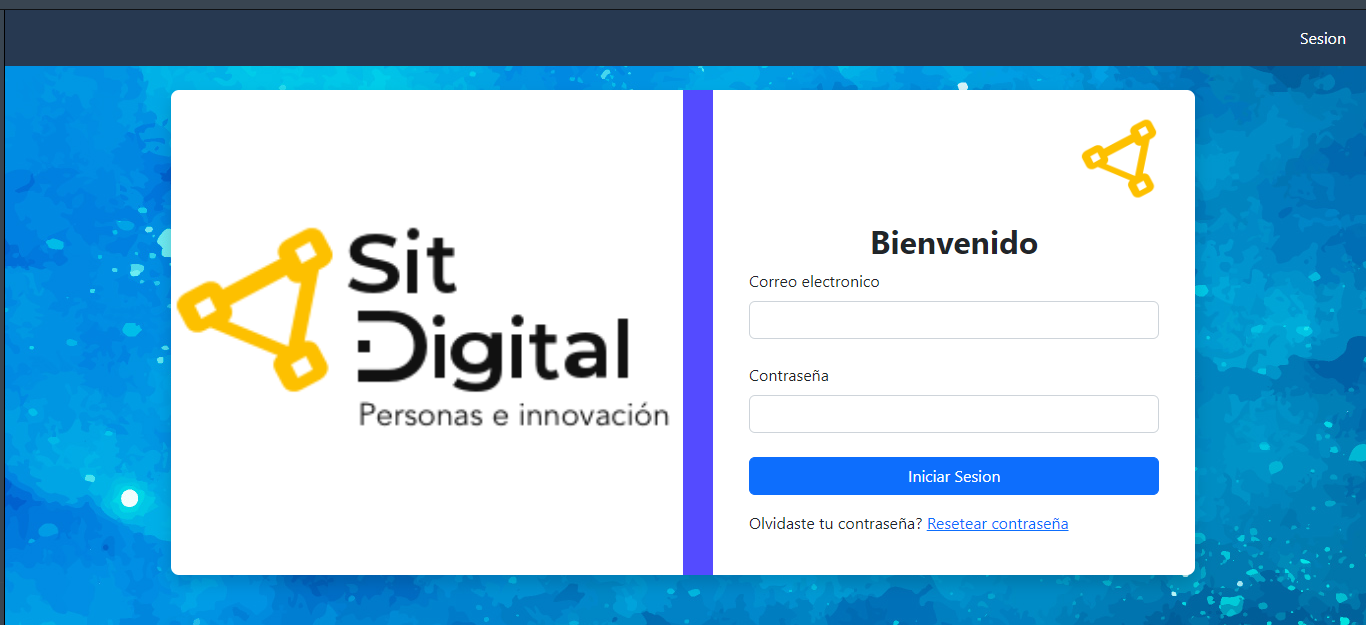 Sesion
Sit
Digital
Personas e innovación
Bienvenido
Correo electronico
Contraseña
Iniciar Sesion
Olvidaste tu contraseña? Resetear contraseña